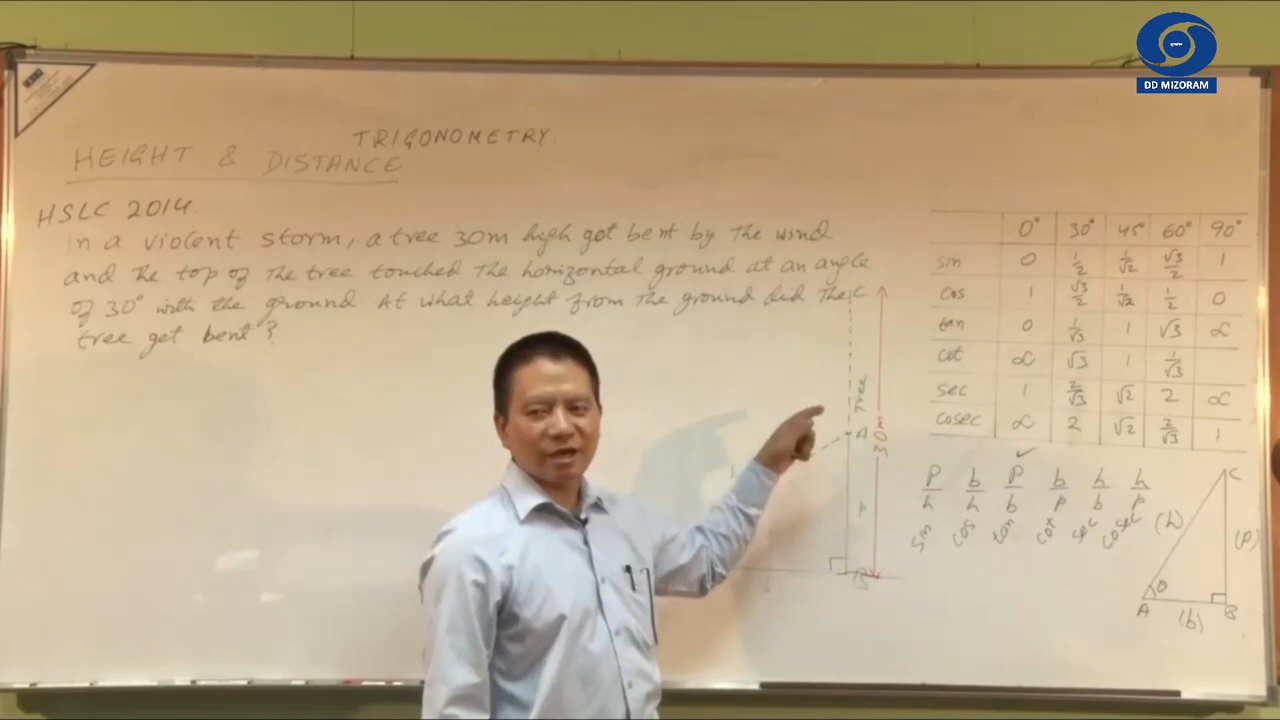 DD MIZORAM
TRIGONOMETRY.
HEIGHT & DISTANCE
HSLC 2014.
In a violent storm, a tree 30m high got bent by the wind
and the top of the tree touched the horizontal ground at an angle
of 30° with the ground At what height from the ground did the
tree get bent?
C
Tree
A
30m
P
B
b
0° 30° 45° 60° 90°
sin 0 1/2 1/√2 √3/2 1
cos 1 √3/2 1/√2 1/2 0
tan 0 1/√3 1 √3 ∝
cot ∝ √3 1 1/√3
sec 1 2/√3 √2 2 ∝
cosec ∝ 2 √2 2/√3 1
P/h b/h P/b b/p h/b h/p
sin cos tan cot sec cosec
C
(h)
(p)
θ
A
B
(b)